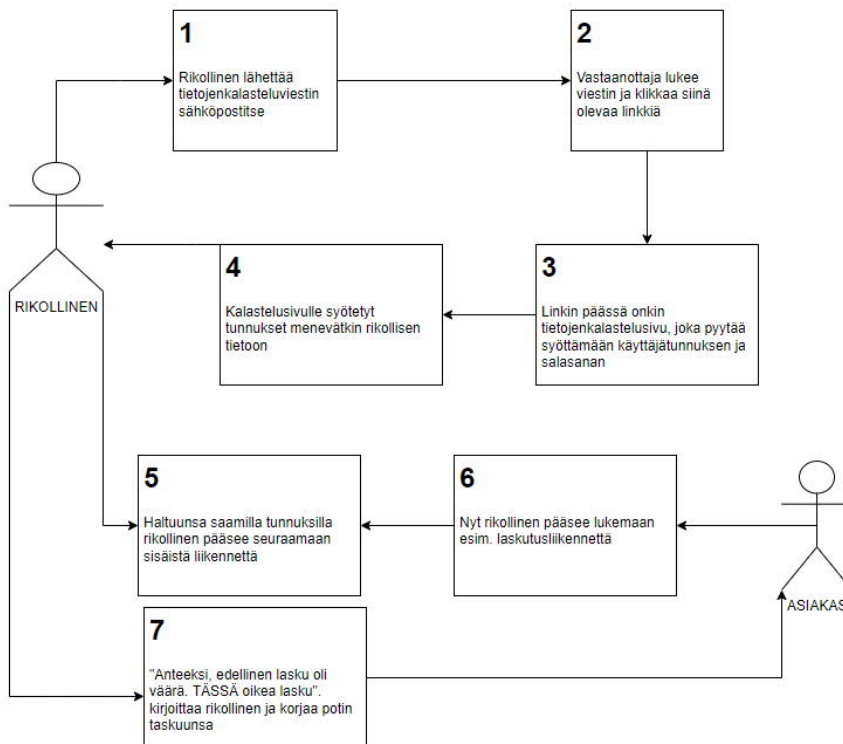 1
Rikollinen lähettää
tietojenkalasteluviestin
sähköpostitse
2
Vastaanottaja lukee
viestin ja klikkaa siinä
olevaa linkkiä
3
Linkin päässä onkin
tietojenkalastelusivu, joka pyytää
syöttämään käyttäjätunnuksen ja
salasanan
4
Kalastelusivulle syötetyt
tunnukset menevätkin rikollisen
tietoon
RIKOLLINEN
5
Haltuunsa saamilla tunnuksilla
rikollinen pääsee seuraamaan
sisäistä liikennettä
6
Nyt rikollinen pääsee lukemaan
esim. laskutusliikennettä
ASIAKAS
7
"Anteeksi, edellinen lasku oli
väärä. TÄSSÄ oikea lasku".
kirjoittaa rikollinen ja korjaa potin
taskuunsa